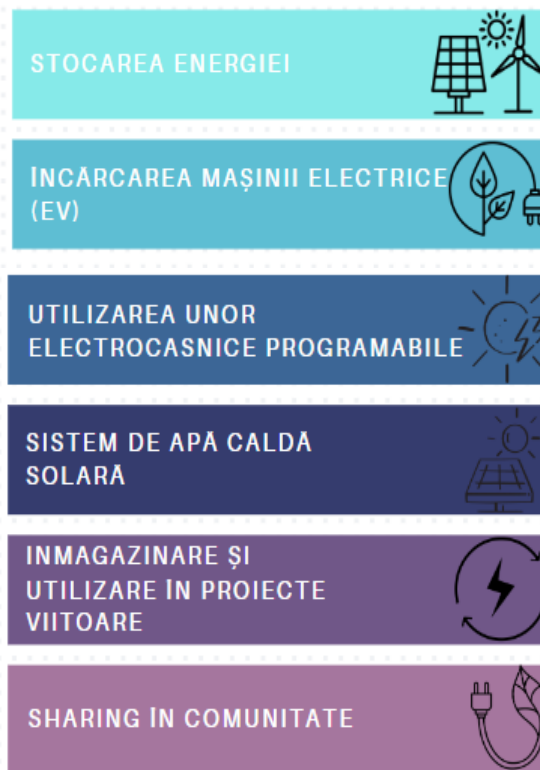 STOCAREA ENERGIEI
ÎNCĂRCAREA MAȘINII ELECTRICE
(EV)
UTILIZAREA UNOR
ELECTROCASNICE PROGRAMABILE
SISTEM DE APĂ CALDĂ
SOLARĂ
INMAGAZINARE ȘI
UTILIZARE ÎN PROIECTE
VIITOARE
SHARING ÎN COMUNITATE